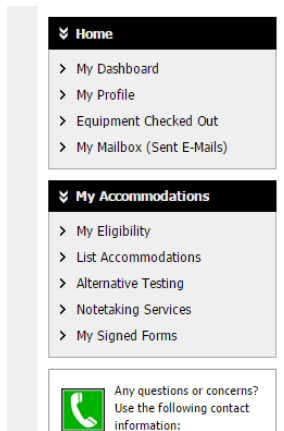 Home
My Dashboard
My Profile
Equipment Checked Out
My Mailbox (Sent E-Mails)
My Accommodations
My Eligibility
List Accommodations
Alternative Testing
Notetaking Services
My Signed Forms
Any questions or concerns?
Use the following contact
information: